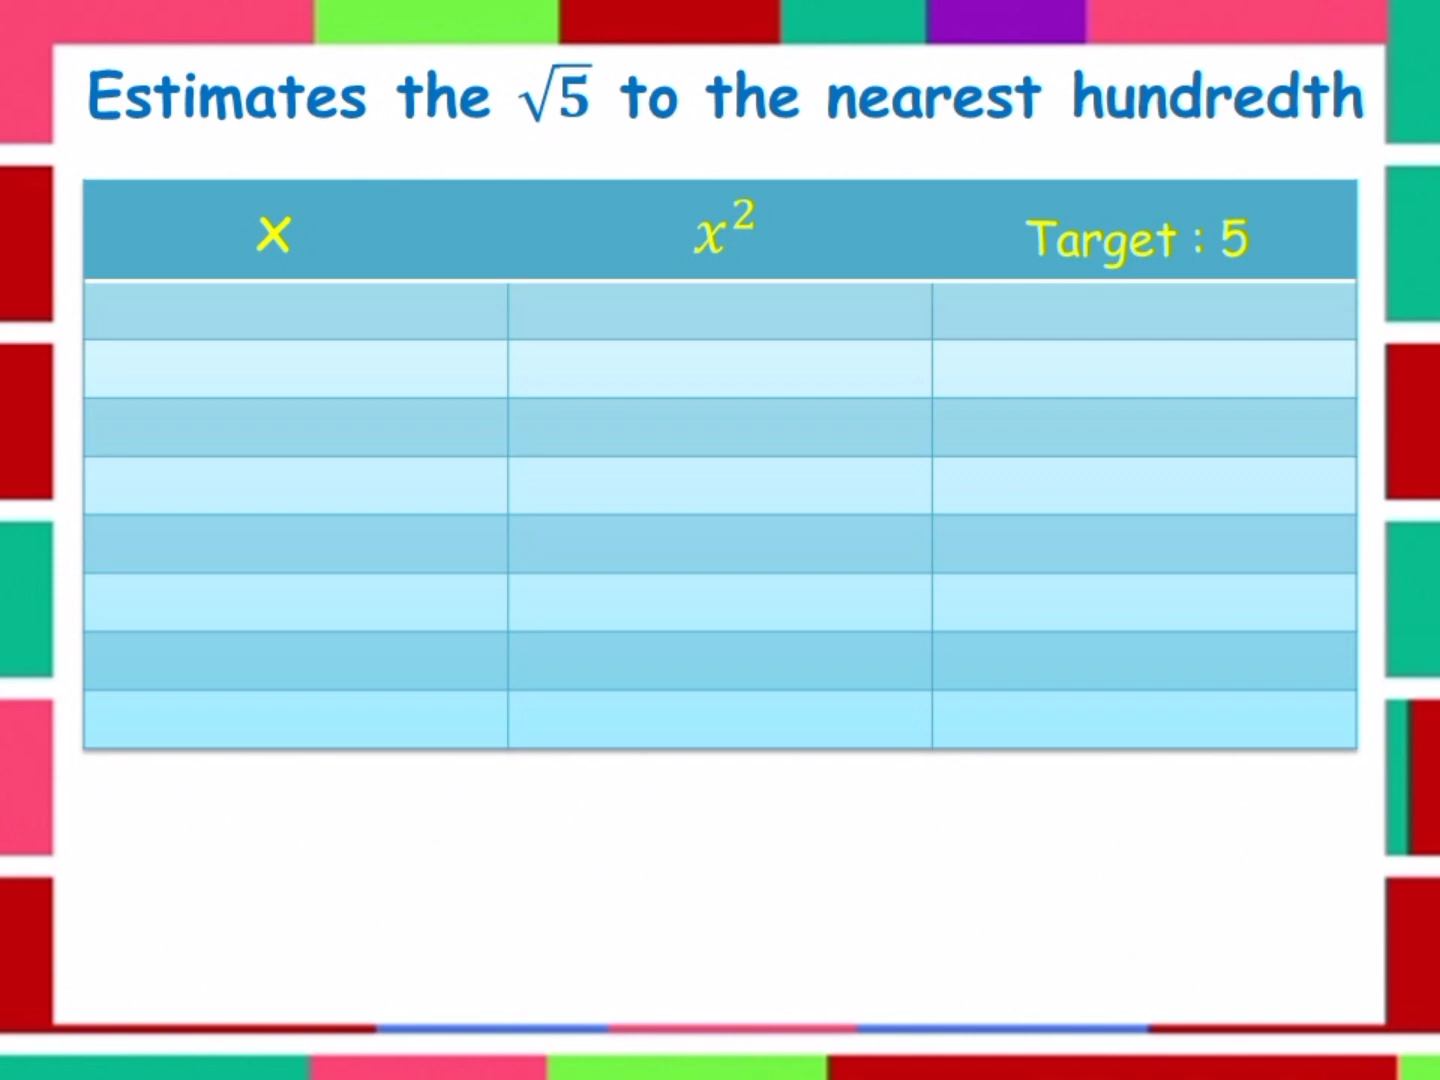 Estimates the √5 to the nearest hundredth
X x² Target : 5